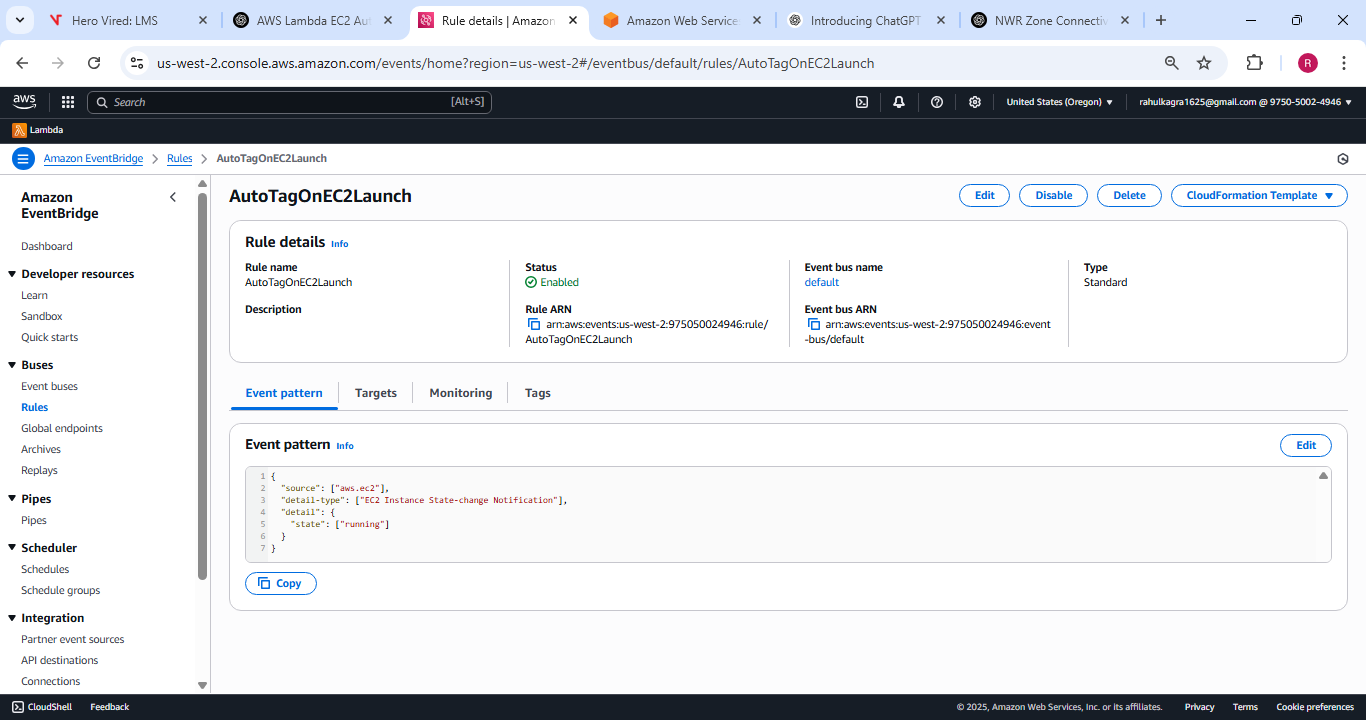 Hero Vired: LMS
AWS Lambda EC2 Aut
Rule details | Amazon
Amazon Web Service
Introducing ChatGPT
NWR Zone Connectiv
us-west-2.console.aws.amazon.com/events/home?region=us-west-2#/eventbus/default/rules/AutoTagOnEC2Launch
R
aws
Search
[Alt+S]
United States (Oregon)
rahulkagra1625@gmail.com @ 9750-5002-4946
Lambda
Amazon EventBridge
Rules
AutoTagOnEC2Launch
Amazon
EventBridge
Dashboard
Developer resources
Learn
Sandbox
Quick starts
Buses
Event buses
Rules
Global endpoints
Archives
Replays
Pipes
Pipes
Scheduler
Schedules
Schedule groups
Integration
Partner event sources
API destinations
Connections
AutoTagOnEC2Launch
Edit
Disable
Delete
CloudFormation Template
Rule details Info
Rule name
AutoTagOnEC2Launch
Description
Status
Enabled
Rule ARN
arn:aws:events:us-west-2:975050024946:rule/
AutoTagOnEC2Launch
Event bus name
default
Event bus ARN
arn:aws:events:us-west-2:975050024946:event
-bus/default
Type
Standard
Event pattern
Targets
Monitoring
Tags
Event pattern Info
Edit
1 {
2 "source": ["aws.ec2"],
3 "detail-type": ["EC2 Instance State-change Notification"],
4 "detail": {
5 "state": ["running"]
6 }
7 }
Copy
CloudShell
Feedback
© 2025, Amazon Web Services, Inc. or its affiliates.
Privacy
Terms
Cookie preferences